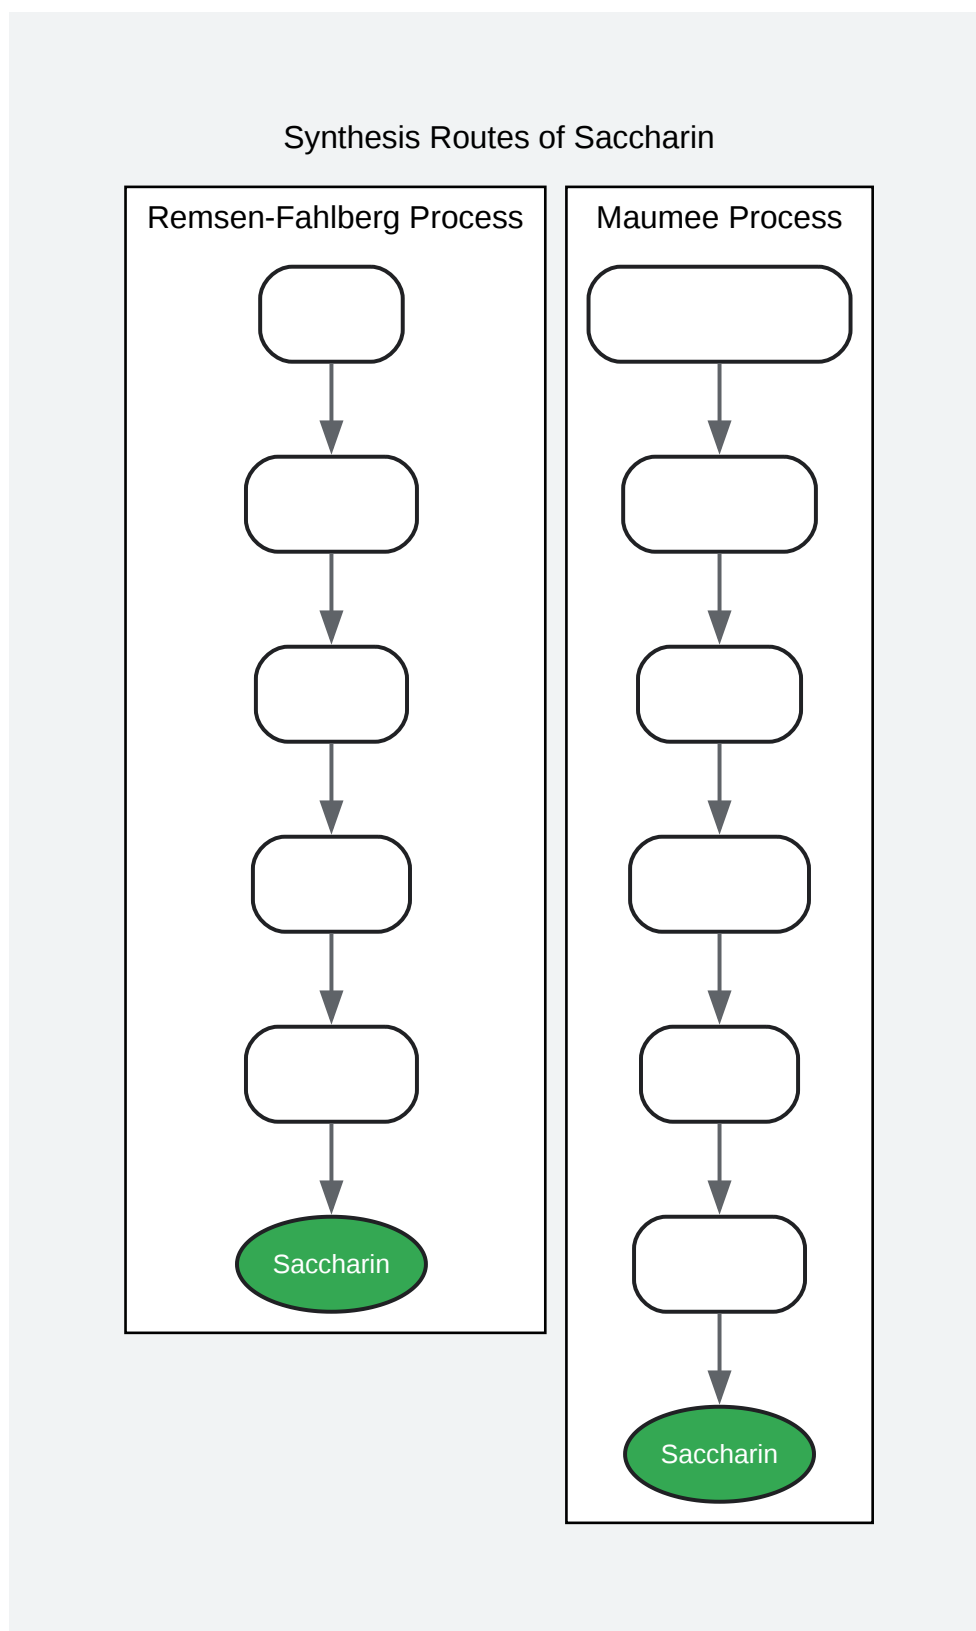 Synthesis Routes of Saccharin
Remsen-Fahlberg Process
Maumee Process
Saccharin
Saccharin